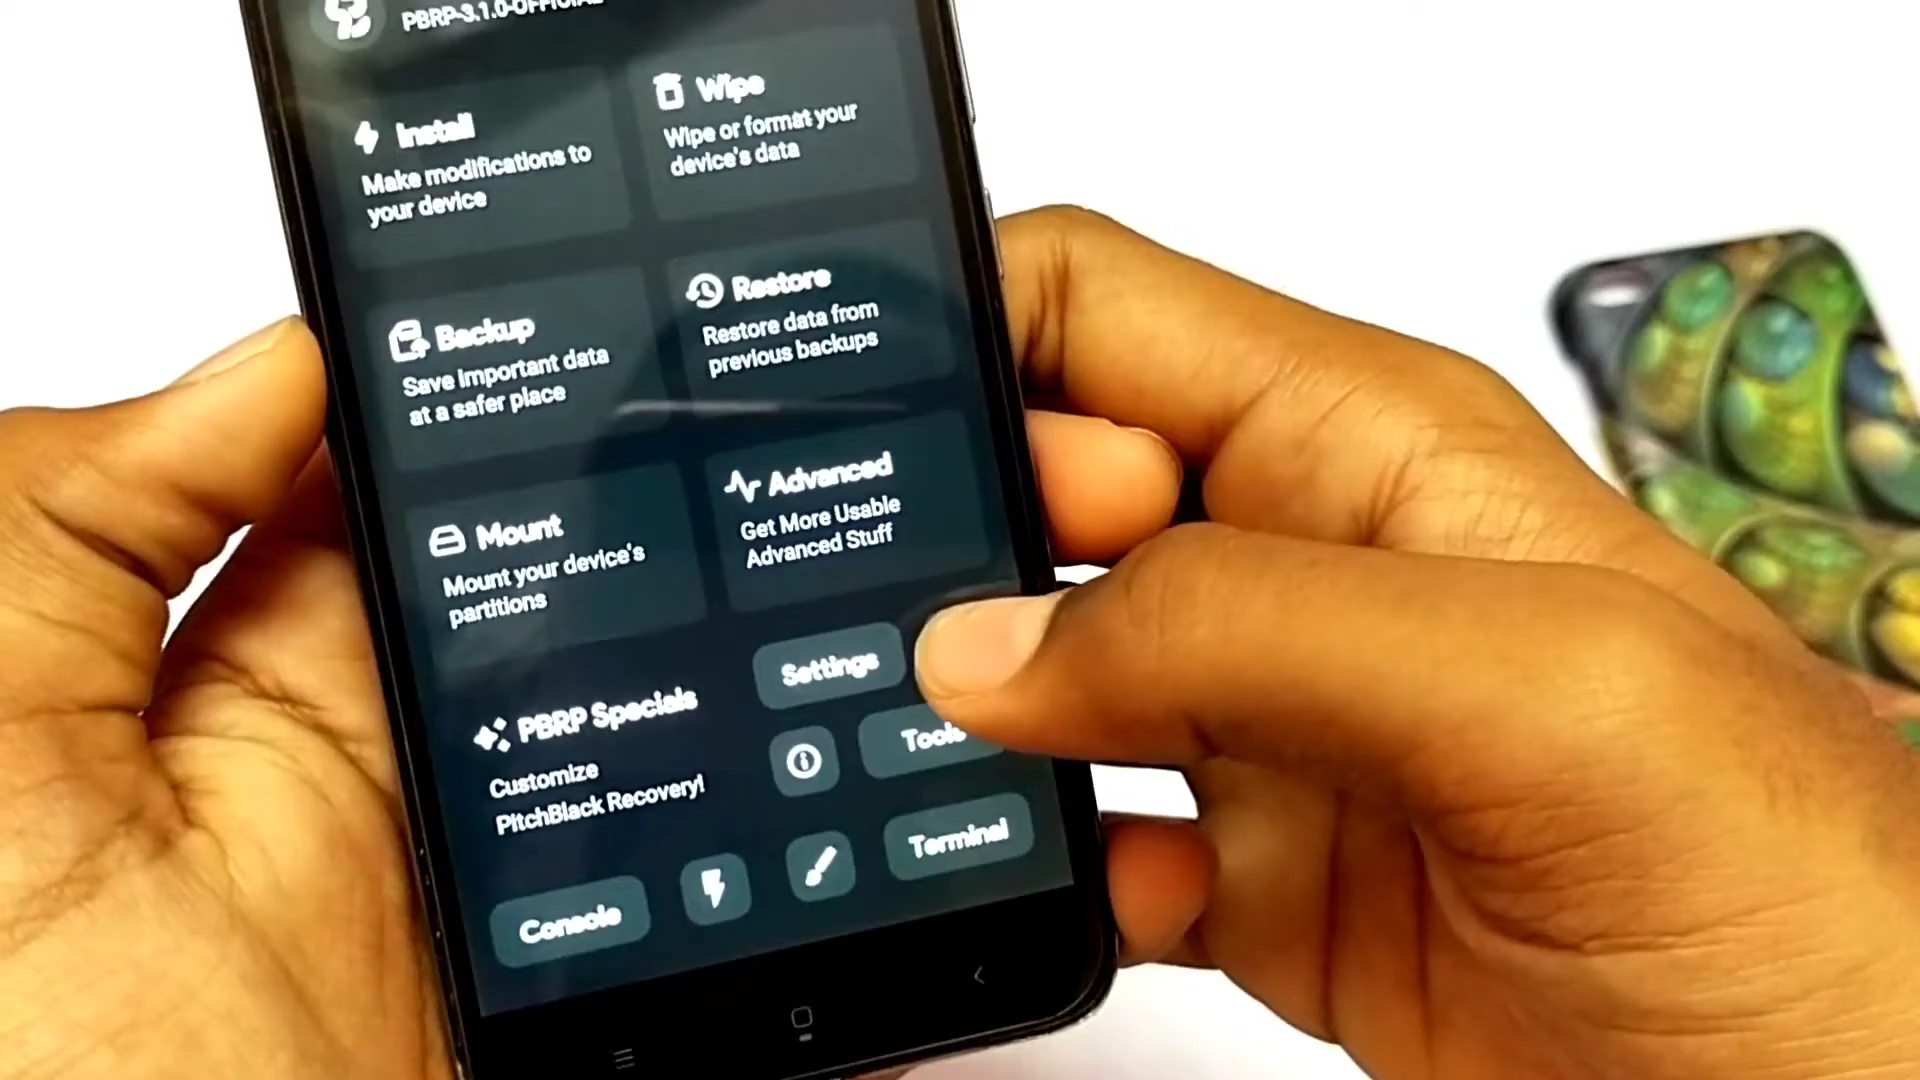 PBRP-3.1.0-OFFICIAL
Install
Make modifications to
your device
Wipe
Wipe or format your
device's data
Backup
Save important data
at a safer place
Restore
Restore data from
previous backups
Mount
Mount your device's
partitions
Advanced
Get More Usable
Advanced Stuff
PBRP Specials
Customize
PitchBlack Recovery!
Settings
Tools
Console
Terminal